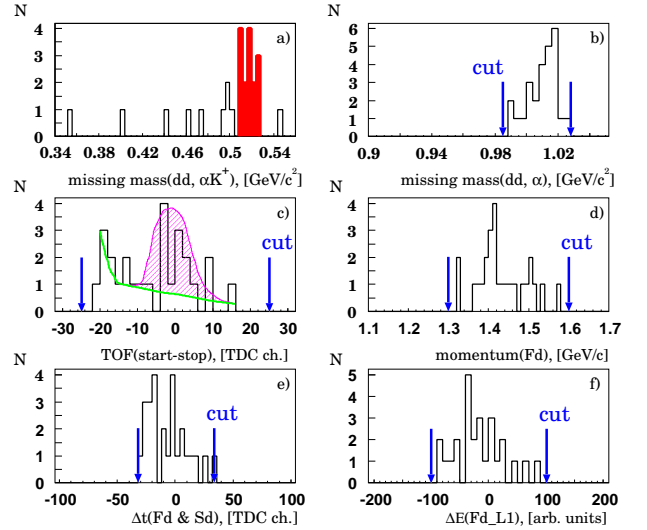 N
N
a)
b)
4
3
2
1
0
6
5
4
3
2
1
0
cut
0.34 0.38 0.42 0.46 0.5 0.54
0.9 0.94 0.98 1.02
missing mass(dd, αK⁺), [GeV/c²]
missing mass(dd, α), [GeV/c²]
N
N
c)
d)
4
3
2
1
0
4
3
2
1
0
cut
cut
-30 -20 -10 0 10 20 30
1.1 1.2 1.3 1.4 1.5 1.6 1.7
TOF(start-stop), [TDC ch.]
momentum(Fd), [GeV/c]
N
N
e)
f)
4
3
2
1
0
5
4
3
2
1
0
cut
cut
-100 -50 0 50 100
-200 -100 0 100 200
Δt(Fd & Sd), [TDC ch.]
ΔE(Fd_L1), [arb. units]